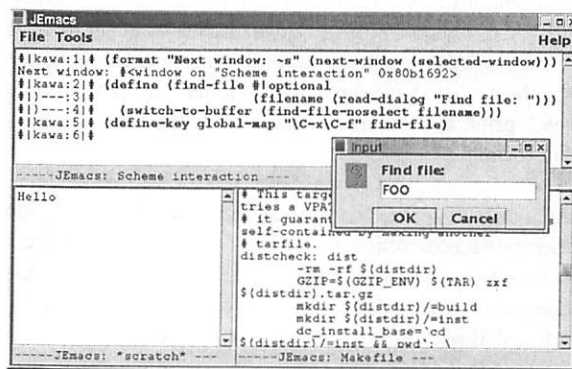 JEmacs
File Tools Help
#|kawa:1|# (format "Next window: ~s" (next-window (selected-window)))
Next window: #<window on "Scheme interaction" 0x80b1692>
#|kawa:2|# (define (find-file #!optional
#|)---:3|# (filename (read-dialog "Find file: ")))
#|)---:4|# (switch-to-buffer (find-file-noselect filename)))
#|kawa:5|# (define-key global-map "\C-x\C-f" find-file)
#|kawa:6|#
-----JEmacs: Scheme interaction ---
Input
Find file:
FOO
OK Cancel
Hello
-----JEmacs: *scratch* ---
# This targ
tries a VPA
# it guarant s
self-contained by making another
# tarfile.
distcheck: dist
-rm -rf $(distdir)
GZIP=$(GZIP_ENV) $(TAR) zxf
$(distdir).tar.gz
mkdir $(distdir)/=build
mkdir $(distdir)/=inst
dc_install_base=`cd
$(distdir)/=inst && pwd`; \
-----JEmacs: Makefile ---